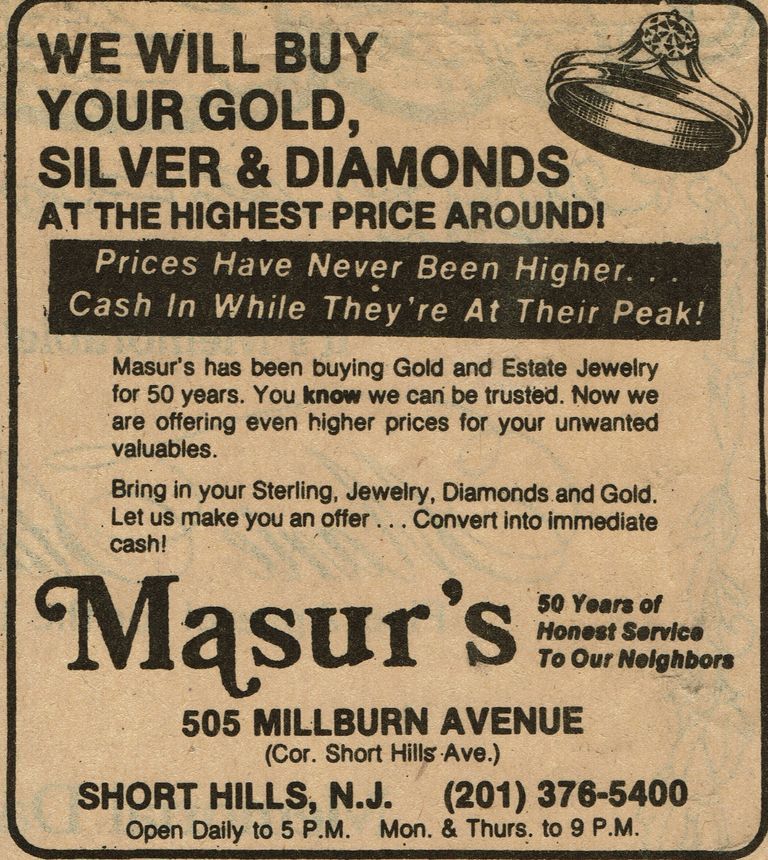 WE WILL BUY
YOUR GOLD,
SILVER & DIAMONDS
AT THE HIGHEST PRICE AROUND!
Prices Have Never Been Higher. . .
Cash In While They're At Their Peak!
Masur's has been buying Gold and Estate Jewelry
for 50 years. You know we can be trusted. Now we
are offering even higher prices for your unwanted
valuables.
Bring in your Sterling, Jewelry, Diamonds and Gold.
Let us make you an offer . . . Convert into immediate
cash!
Masur's
50 Years of
Honest Service
To Our Neighbors
505 MILLBURN AVENUE
(Cor. Short Hills Ave.)
SHORT HILLS, N.J. (201) 376-5400
Open Daily to 5 P.M. Mon. & Thurs. to 9 P.M.